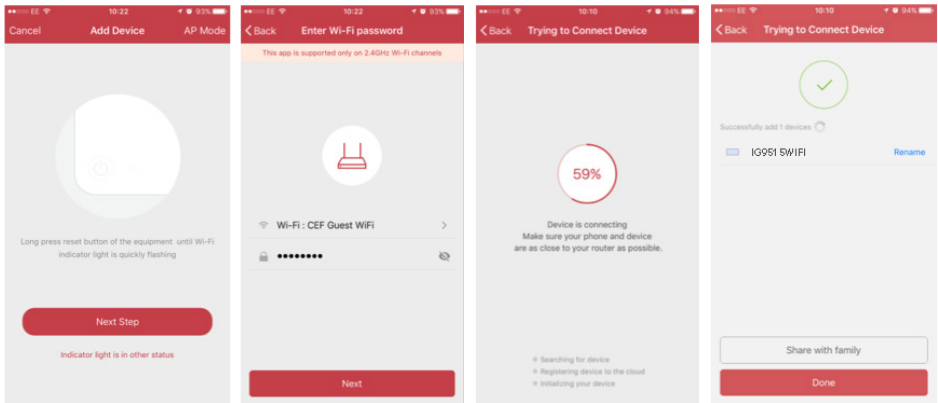 EE 10:22 93%
Cancel Add Device AP Mode
Long press reset button of the equipment until Wi-Fi
indicator light is quickly flashing
Next Step
Indicator light is in other status
EE 10:22 93%
Back Enter Wi-Fi password
This app is supported only on 2.4GHz Wi-Fi channels
Wi-Fi : CEF Guest WiFi
Next
EE 10:10 94%
Back Trying to Connect Device
59%
Device is connecting
Make sure your phone and device
are as close to your router as possible.
Searching for device
Registering device to the cloud
Initializing your device
EE 10:10 94%
Back Trying to Connect Device
Successfully add 1 devices
IG951 5WIFI Rename
Share with family
Done